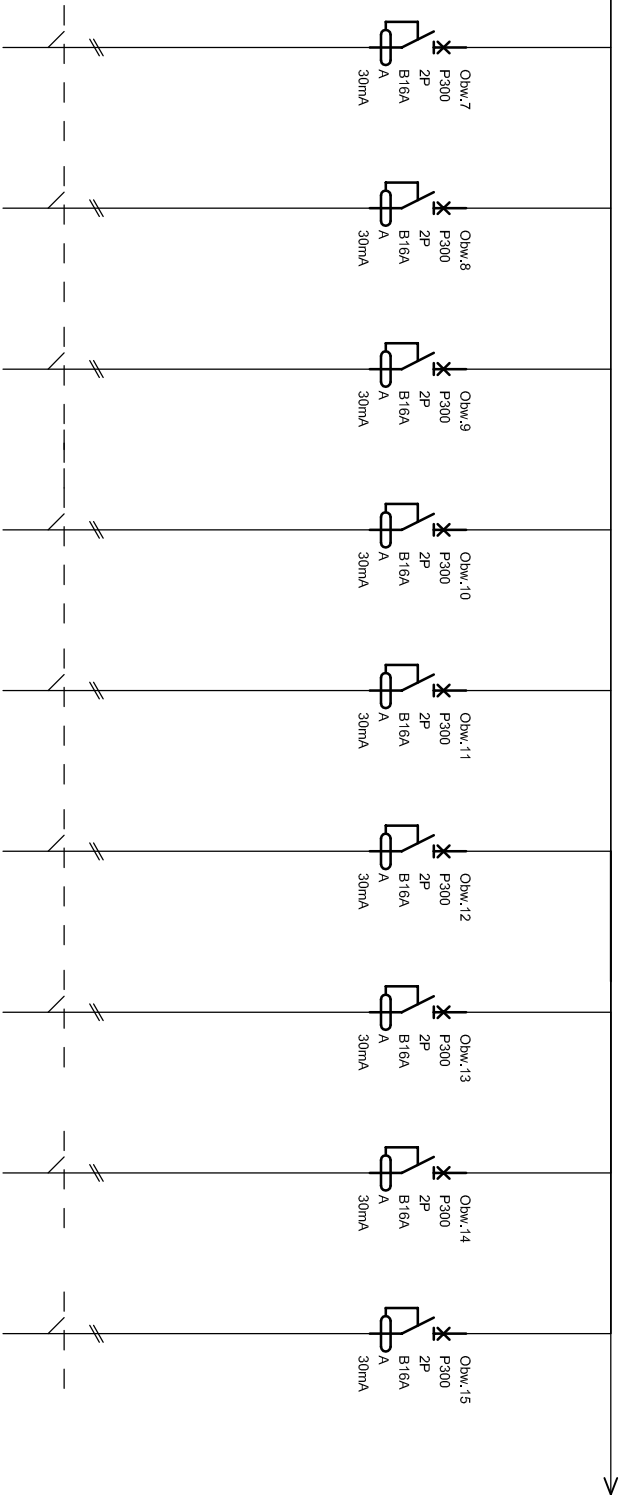 Obw.7
P300
2P
B16A
A
30mA
Obw.8
P300
2P
B16A
A
30mA
Obw.9
P300
2P
B16A
A
30mA
Obw.10
P300
2P
B16A
A
30mA
Obw.11
P300
2P
B16A
A
30mA
Obw.12
P300
2P
B16A
A
30mA
Obw.13
P300
2P
B16A
A
30mA
Obw.14
P300
2P
B16A
A
30mA
Obw.15
P300
2P
B16A
A
30mA